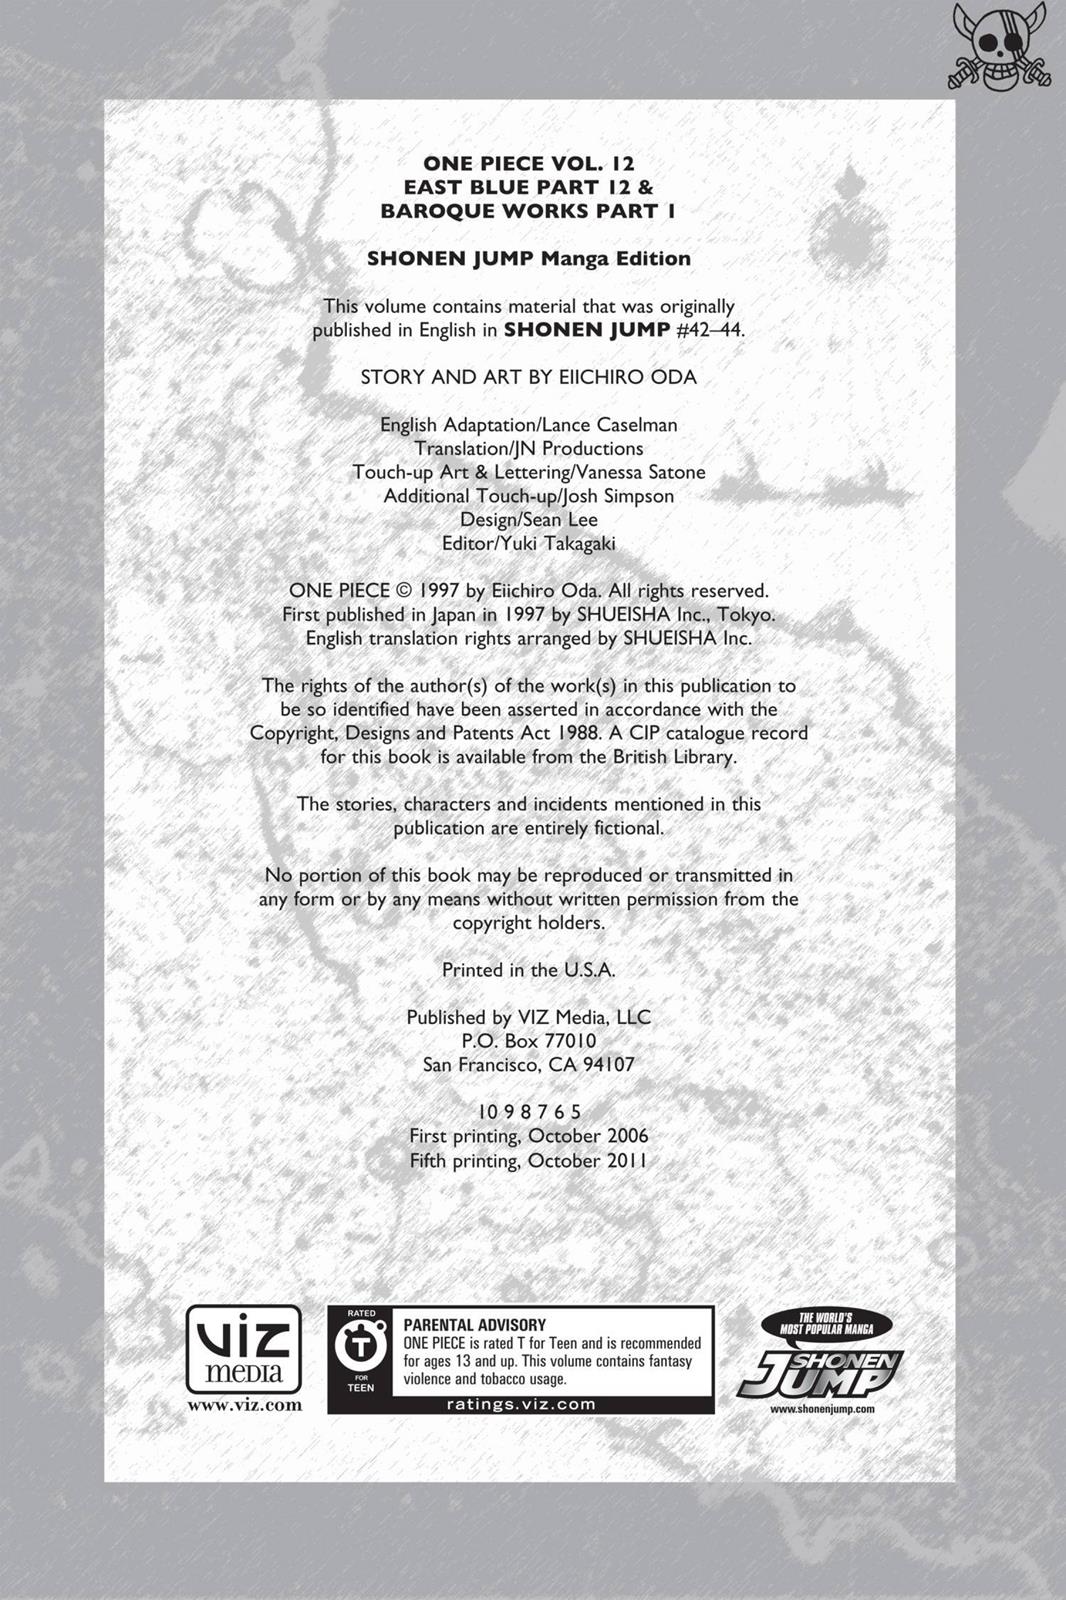 ONE PIECE VOL. 12
EAST BLUE PART 12 &
BAROQUE WORKS PART 1
SHONEN JUMP Manga Edition
This volume contains material that was originally
published in English in SHONEN JUMP #42–44.
STORY AND ART BY EIICHIRO ODA
English Adaptation/Lance Caselman
Translation/JN Productions
Touch-up Art & Lettering/Vanessa Satone
Additional Touch-up/Josh Simpson
Design/Sean Lee
Editor/Yuki Takagaki
ONE PIECE © 1997 by Eiichiro Oda. All rights reserved.
First published in Japan in 1997 by SHUEISHA Inc., Tokyo.
English translation rights arranged by SHUEISHA Inc.
The rights of the author(s) of the work(s) in this publication to
be so identified have been asserted in accordance with the
Copyright, Designs and Patents Act 1988. A CIP catalogue record
for this book is available from the British Library.
The stories, characters and incidents mentioned in this
publication are entirely fictional.
No portion of this book may be reproduced or transmitted in
any form or by any means without written permission from the
copyright holders.
Printed in the U.S.A.
Published by VIZ Media, LLC
P.O. Box 77010
San Francisco, CA 94107
10 9 8 7 6 5
First printing, October 2006
Fifth printing, October 2011
viz
media
www.viz.com
RATED
T
FOR
TEEN
PARENTAL ADVISORY
ONE PIECE is rated T for Teen and is recommended
for ages 13 and up. This volume contains fantasy
violence and tobacco usage.
ratings.viz.com
THE WORLD'S
MOST POPULAR MANGA
SHONEN
JUMP
www.shonenjump.com